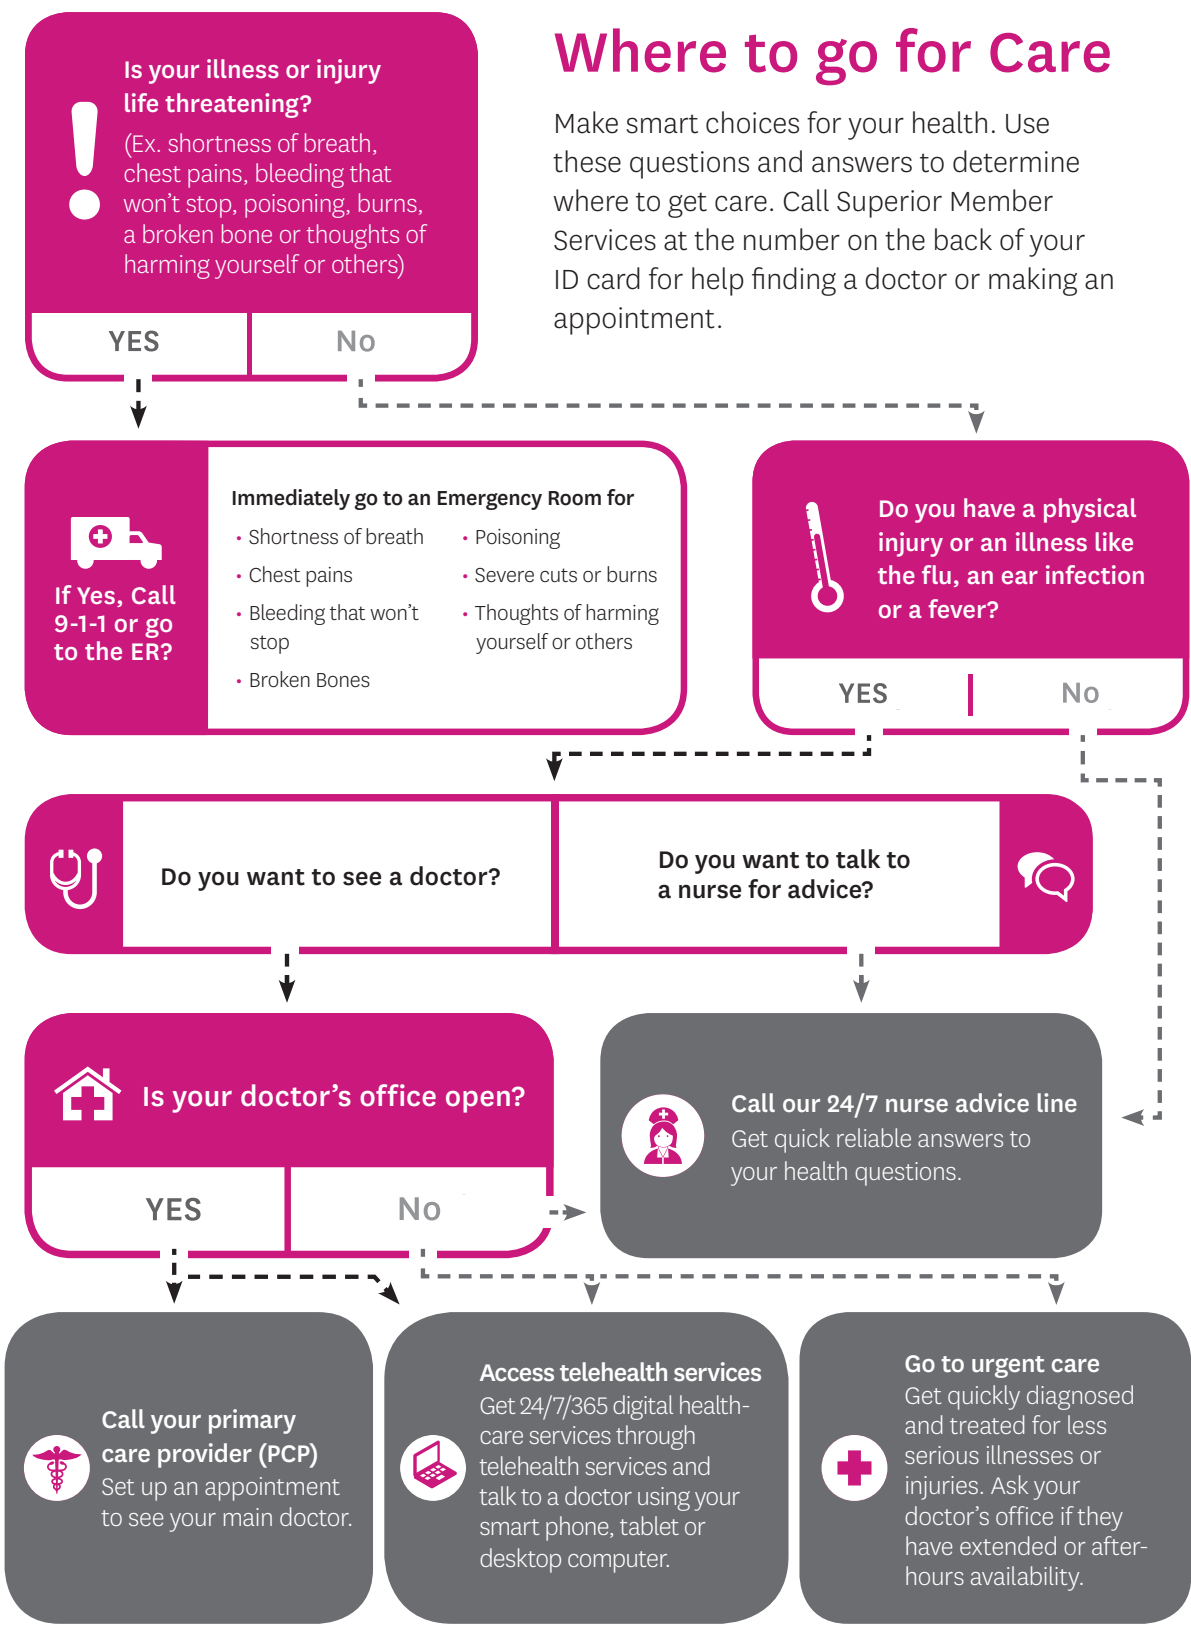 Where to go for Care
Make smart choices for your health. Use
these questions and answers to determine
where to get care. Call Superior Member
Services at the number on the back of your
ID card for help finding a doctor or making an
appointment.
Is your illness or injury
life threatening?
(Ex. shortness of breath,
chest pains, bleeding that
won't stop, poisoning, burns,
a broken bone or thoughts of
harming yourself or others)
YES
No
If Yes, Call
9-1-1 or go
to the ER?
Immediately go to an Emergency Room for
• Shortness of breath
• Chest pains
• Bleeding that won't
stop
• Broken Bones
• Poisoning
• Severe cuts or burns
• Thoughts of harming
yourself or others
Do you have a physical
injury or an illness like
the flu, an ear infection
or a fever?
YES
No
Do you want to see a doctor?
Do you want to talk to
a nurse for advice?
Is your doctor's office open?
YES
No
Call our 24/7 nurse advice line
Get quick reliable answers to
your health questions.
Call your primary
care provider (PCP)
Set up an appointment
to see your main doctor.
Access telehealth services
Get 24/7/365 digital health-
care services through
telehealth services and
talk to a doctor using your
smart phone, tablet or
desktop computer.
Go to urgent care
Get quickly diagnosed
and treated for less
serious illnesses or
injuries. Ask your
doctor's office if they
have extended or after-
hours availability.